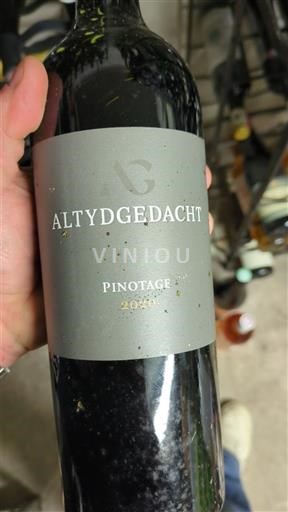 AG
ALTYDGEDACHT
VINIOU
PINOTAGE
2020